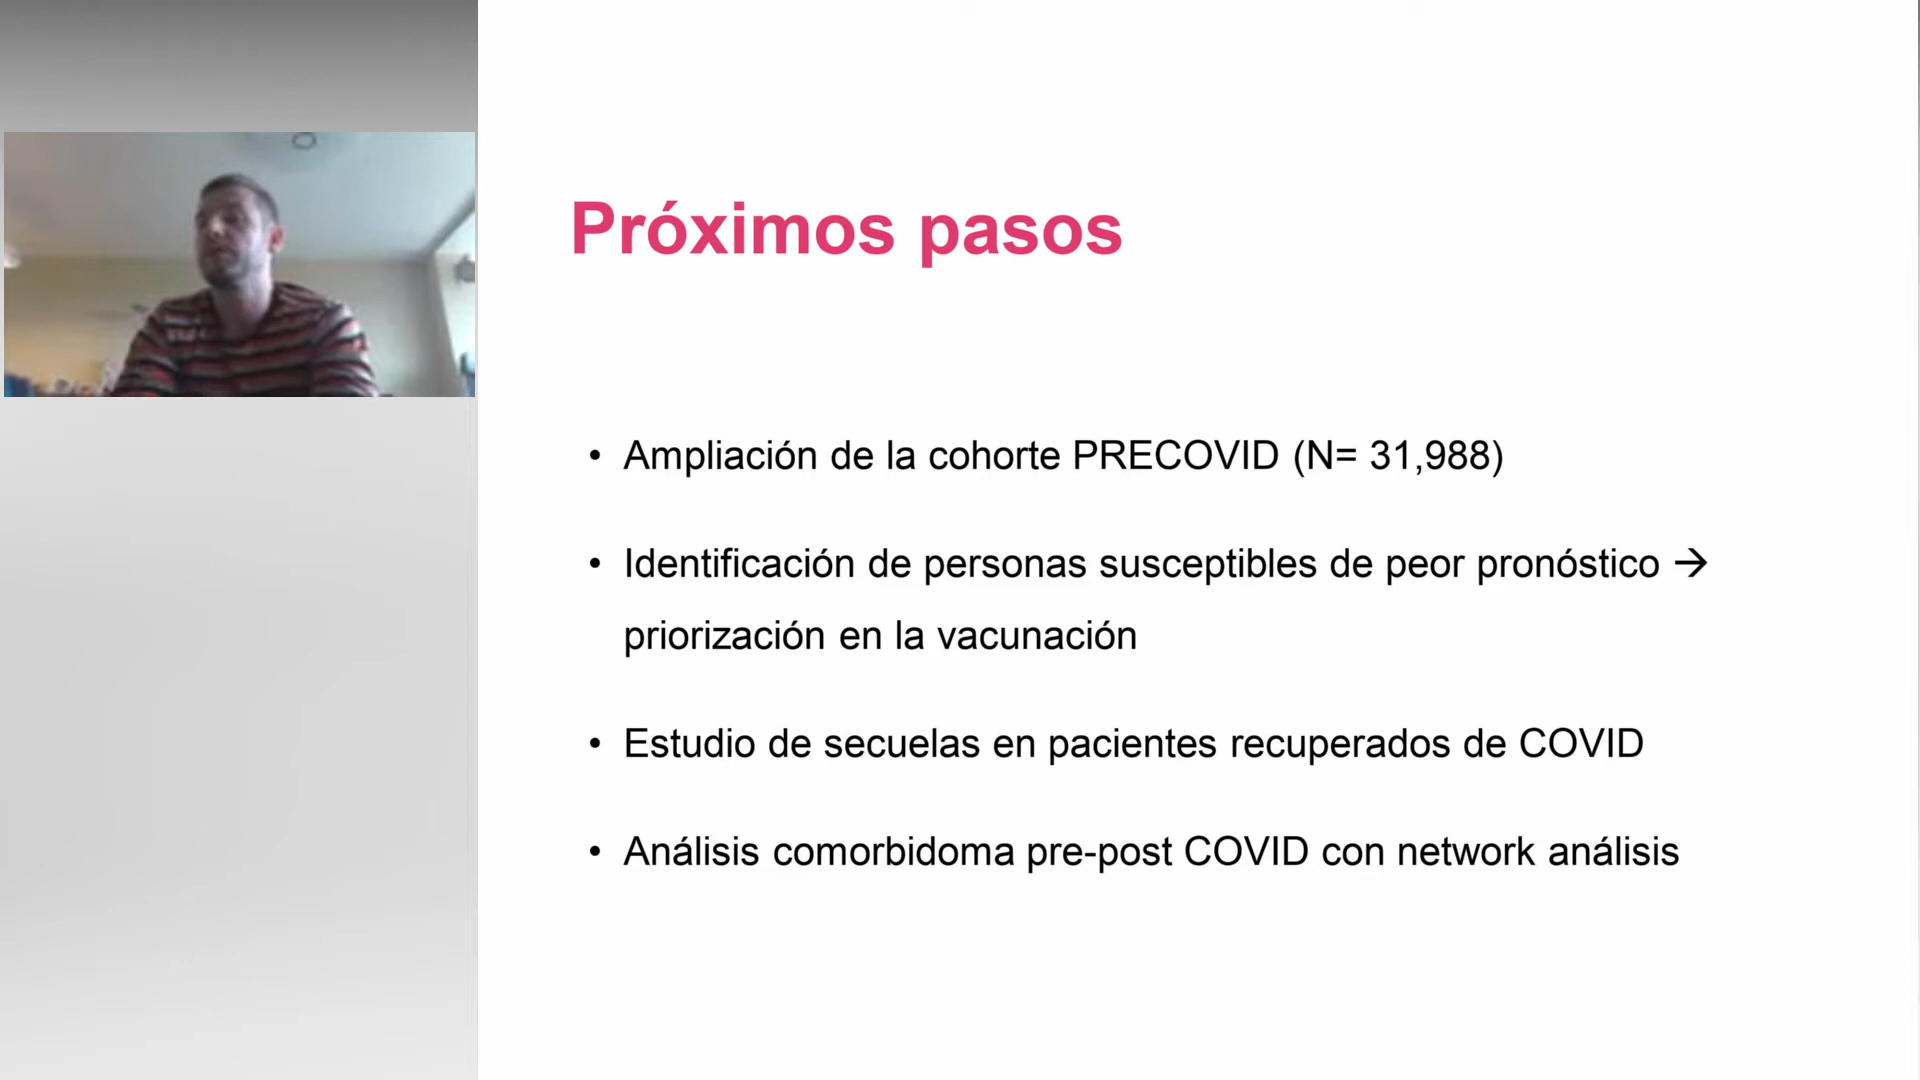 Próximos pasos
• Ampliación de la cohorte PRECOVID (N= 31,988)
• Identificación de personas susceptibles de peor pronóstico →
priorización en la vacunación
• Estudio de secuelas en pacientes recuperados de COVID
• Análisis comorbidoma pre-post COVID con network análisis